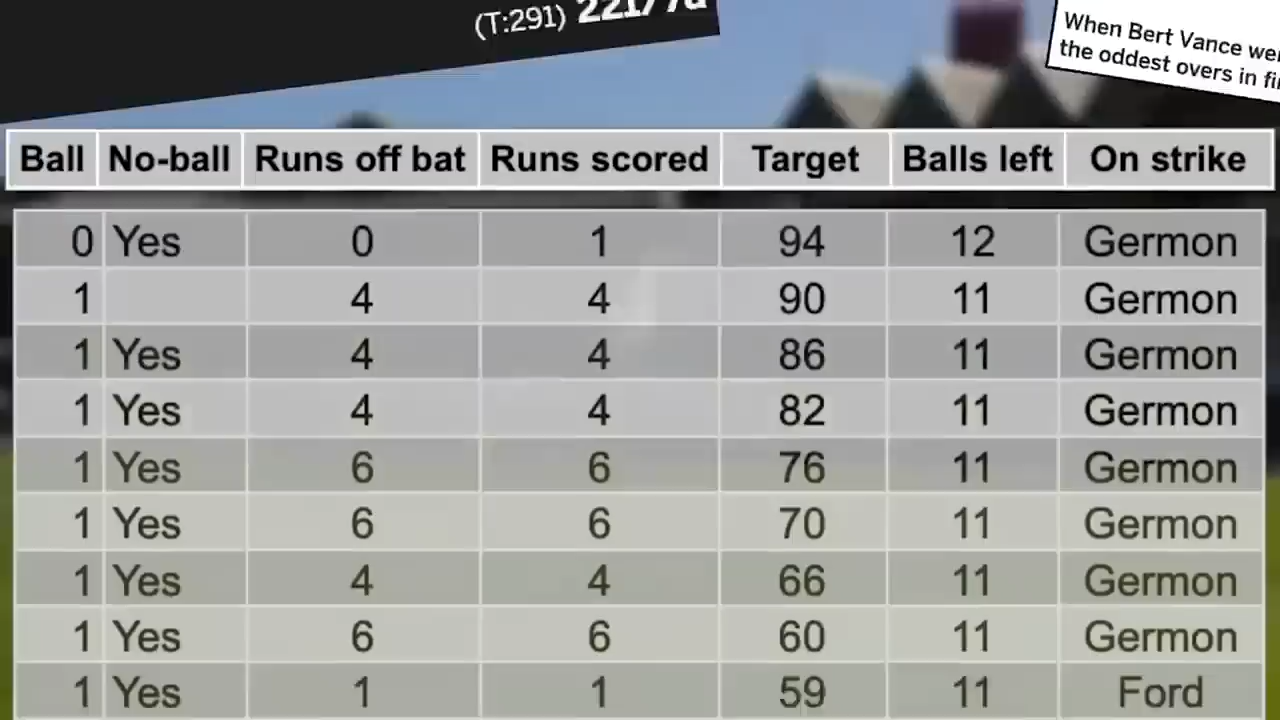 (T:291)
When Bert Vance
the oddest overs in
Ball No-ball Runs off bat Runs scored Target Balls left On strike
0 Yes 0 1 94 12 Germon
1 4 4 90 11 Germon
1 Yes 4 4 86 11 Germon
1 Yes 4 4 82 11 Germon
1 Yes 6 6 76 11 Germon
1 Yes 6 6 70 11 Germon
1 Yes 4 4 66 11 Germon
1 Yes 6 6 60 11 Germon
1 Yes 1 1 59 11 Ford